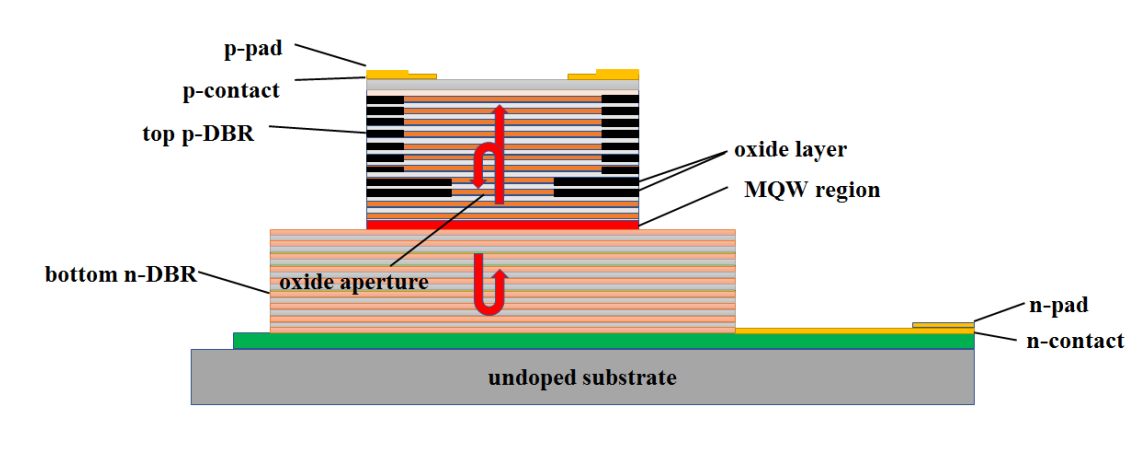 p-pad
p-contact
top p-DBR
oxide layer
MQW region
bottom n-DBR
oxide aperture
n-pad
n-contact
undoped substrate